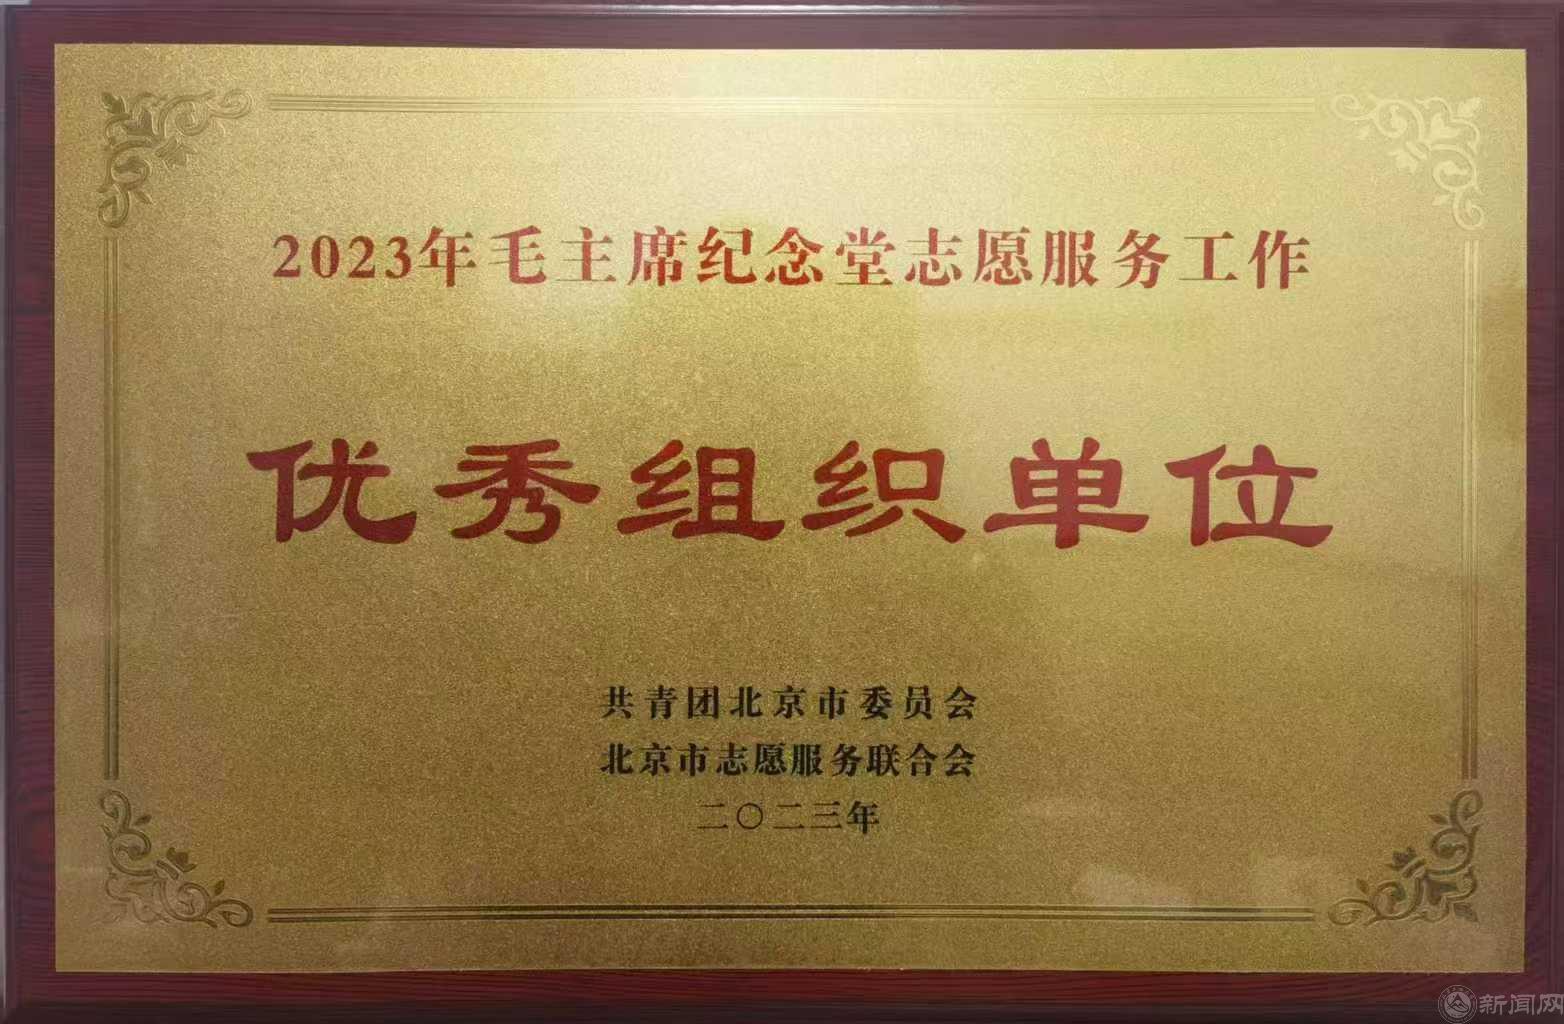 2023年毛主席纪念堂志愿服务工作
优秀组织单位
共青团北京市委员会
北京市志愿服务联合会
二〇二三年
新闻网